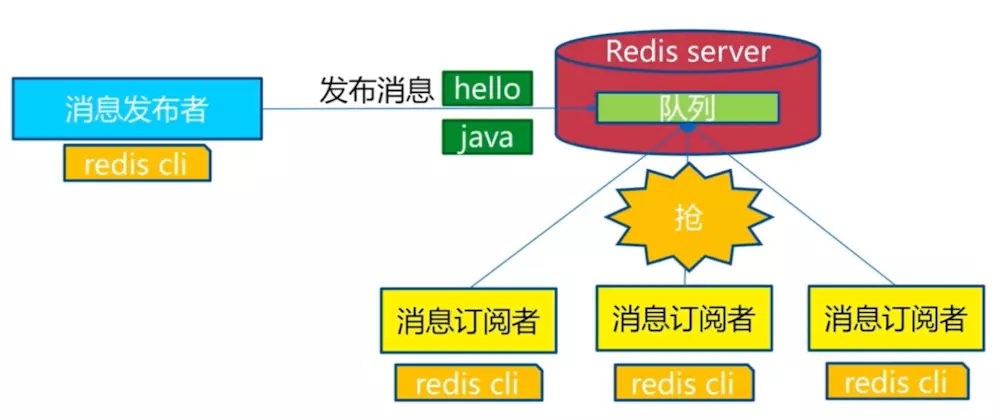 Redis server
发布消息
hello
消息发布者
队列
java
redis cli
抢
消息订阅者
消息订阅者
消息订阅者
redis cli
redis cli
redis cli